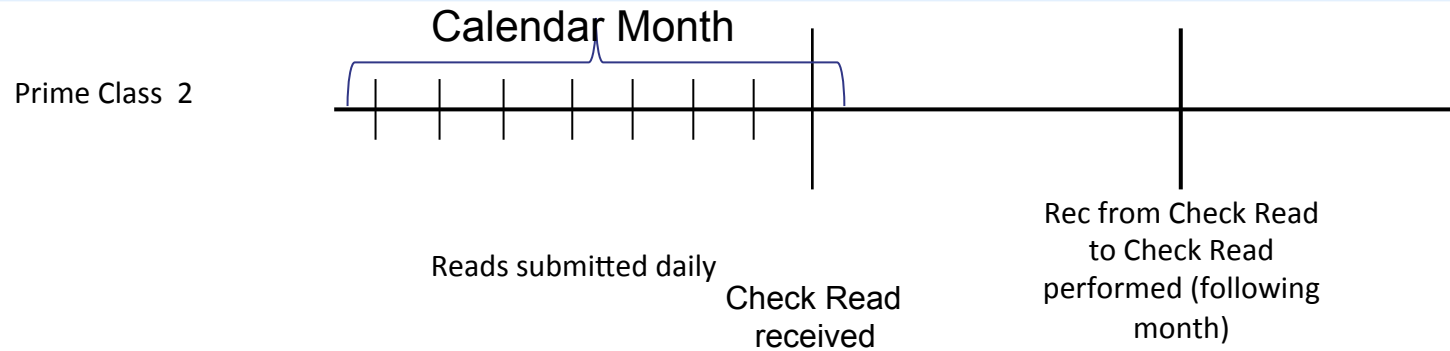 Calendar Month
Prime Class 2
Reads submitted daily
Check Read
received
Rec from Check Read
to Check Read
performed (following
month)